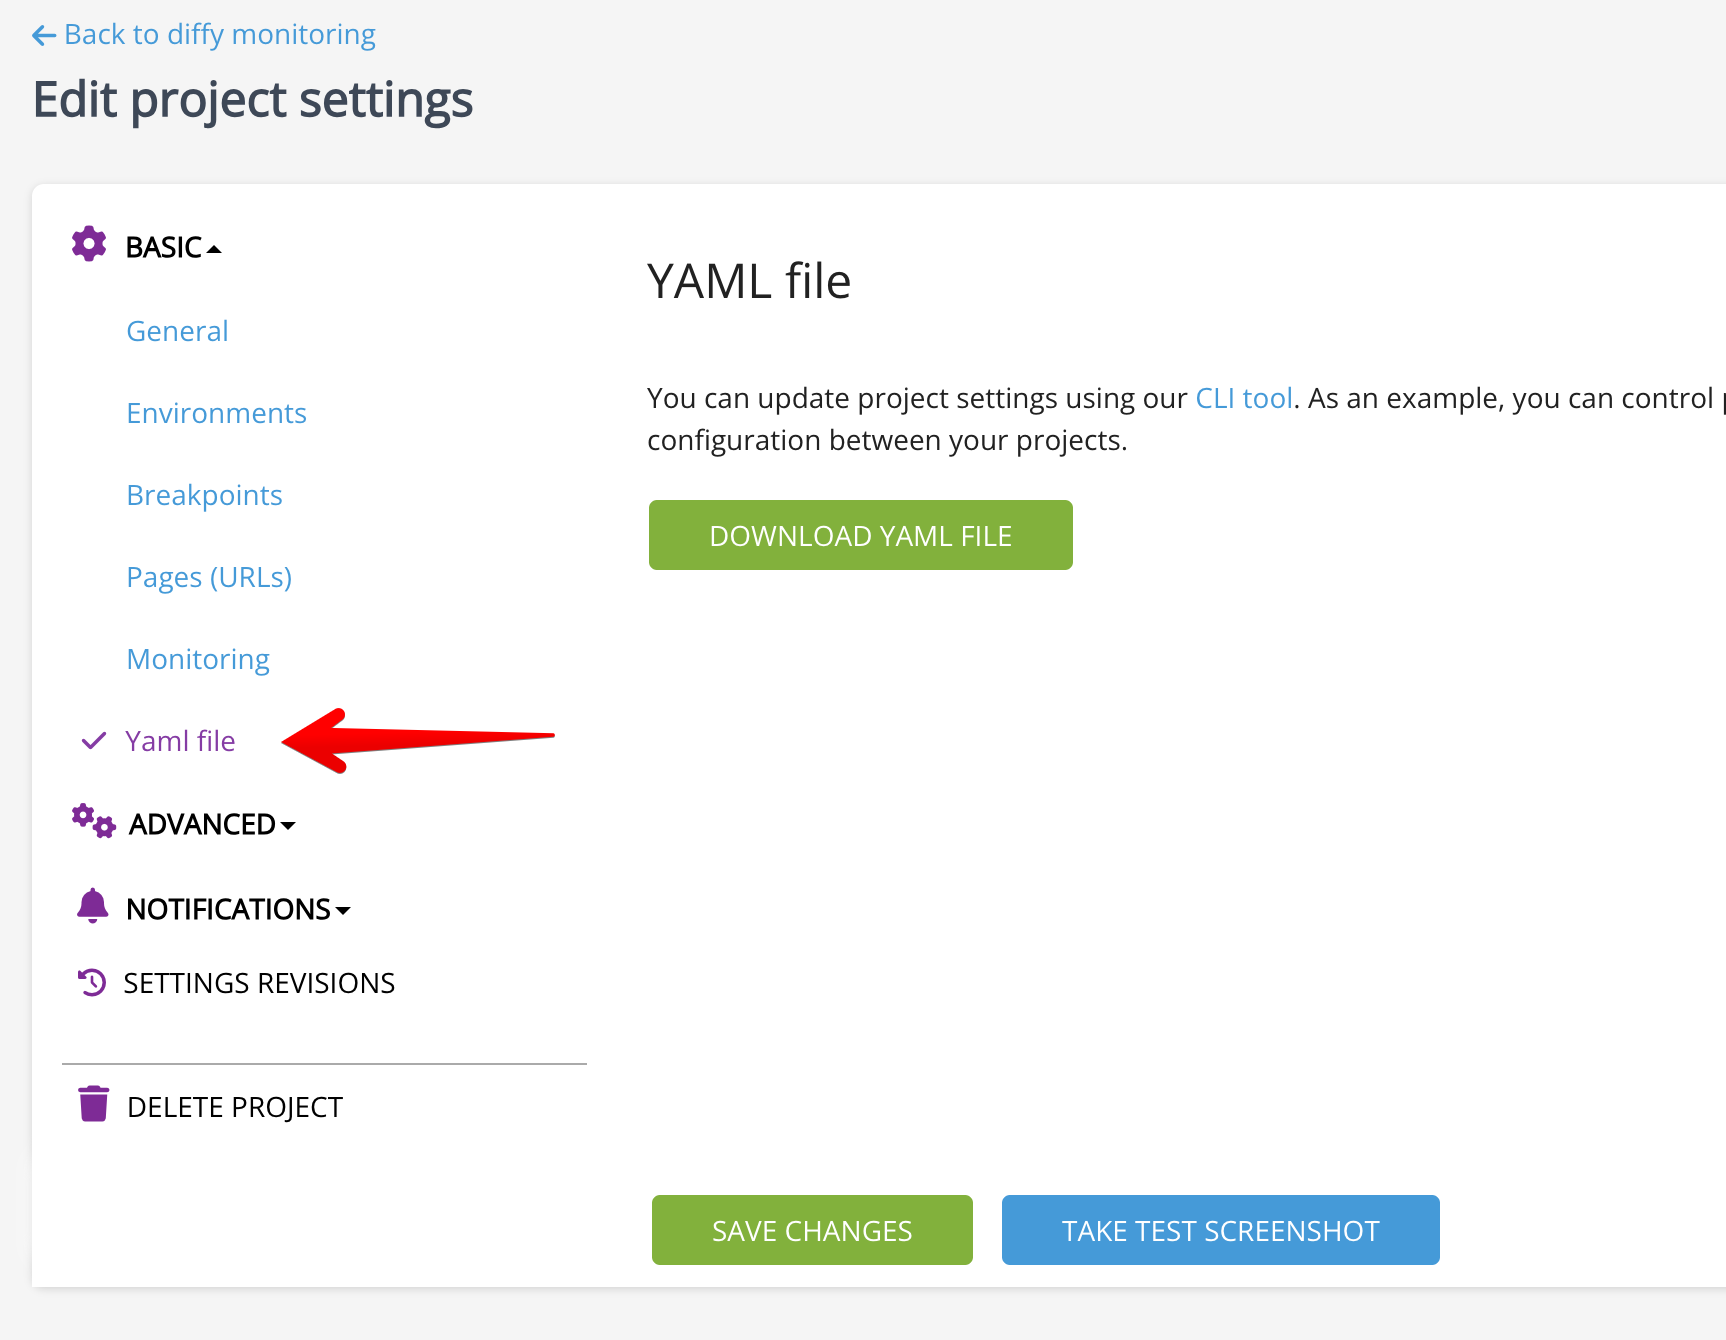 Back to diffy monitoring
Edit project settings
BASIC
General
Environments
Breakpoints
Pages (URLs)
Monitoring
Yaml file
ADVANCED
NOTIFICATIONS
SETTINGS REVISIONS
DELETE PROJECT
YAML file
You can update project settings using our CLI tool. As an example, you can control
configuration between your projects.
DOWNLOAD YAML FILE
SAVE CHANGES
TAKE TEST SCREENSHOT